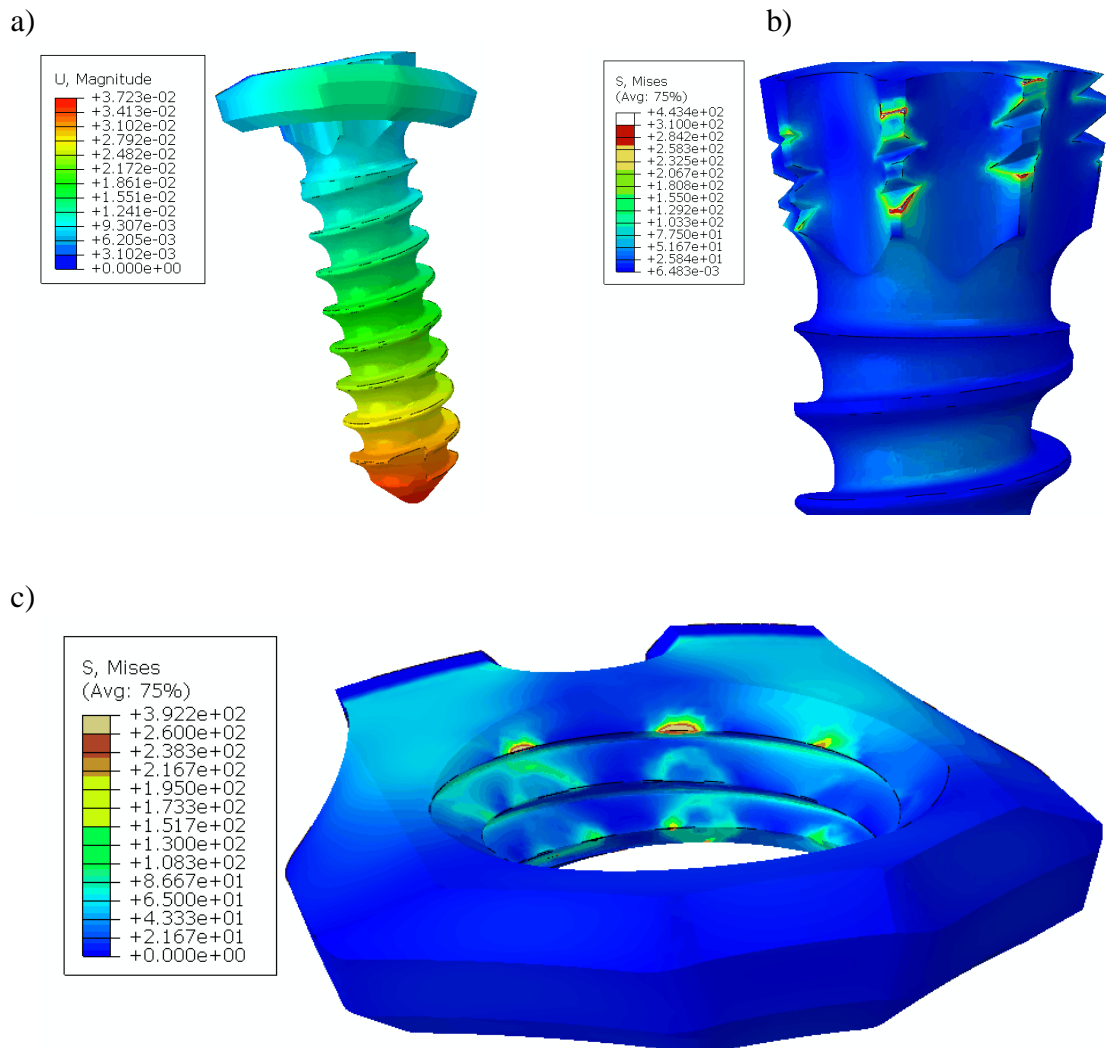 a)
b)
U, Magnitude
+3.723e-02
+3.413e-02
+3.102e-02
+2.792e-02
+2.482e-02
+2.172e-02
+1.861e-02
+1.551e-02
+1.241e-02
+9.307e-03
+6.205e-03
+3.102e-03
+0.000e+00
S, Mises
(Avg: 75%)
+4.434e+02
+3.100e+02
+2.842e+02
+2.583e+02
+2.325e+02
+2.067e+02
+1.808e+02
+1.550e+02
+1.292e+02
+1.033e+02
+7.750e+01
+5.167e+01
+2.584e+01
+6.483e-03
c)
S, Mises
(Avg: 75%)
+3.922e+02
+2.600e+02
+2.383e+02
+2.167e+02
+1.950e+02
+1.733e+02
+1.517e+02
+1.300e+02
+1.083e+02
+8.667e+01
+6.500e+01
+4.333e+01
+2.167e+01
+0.000e+00